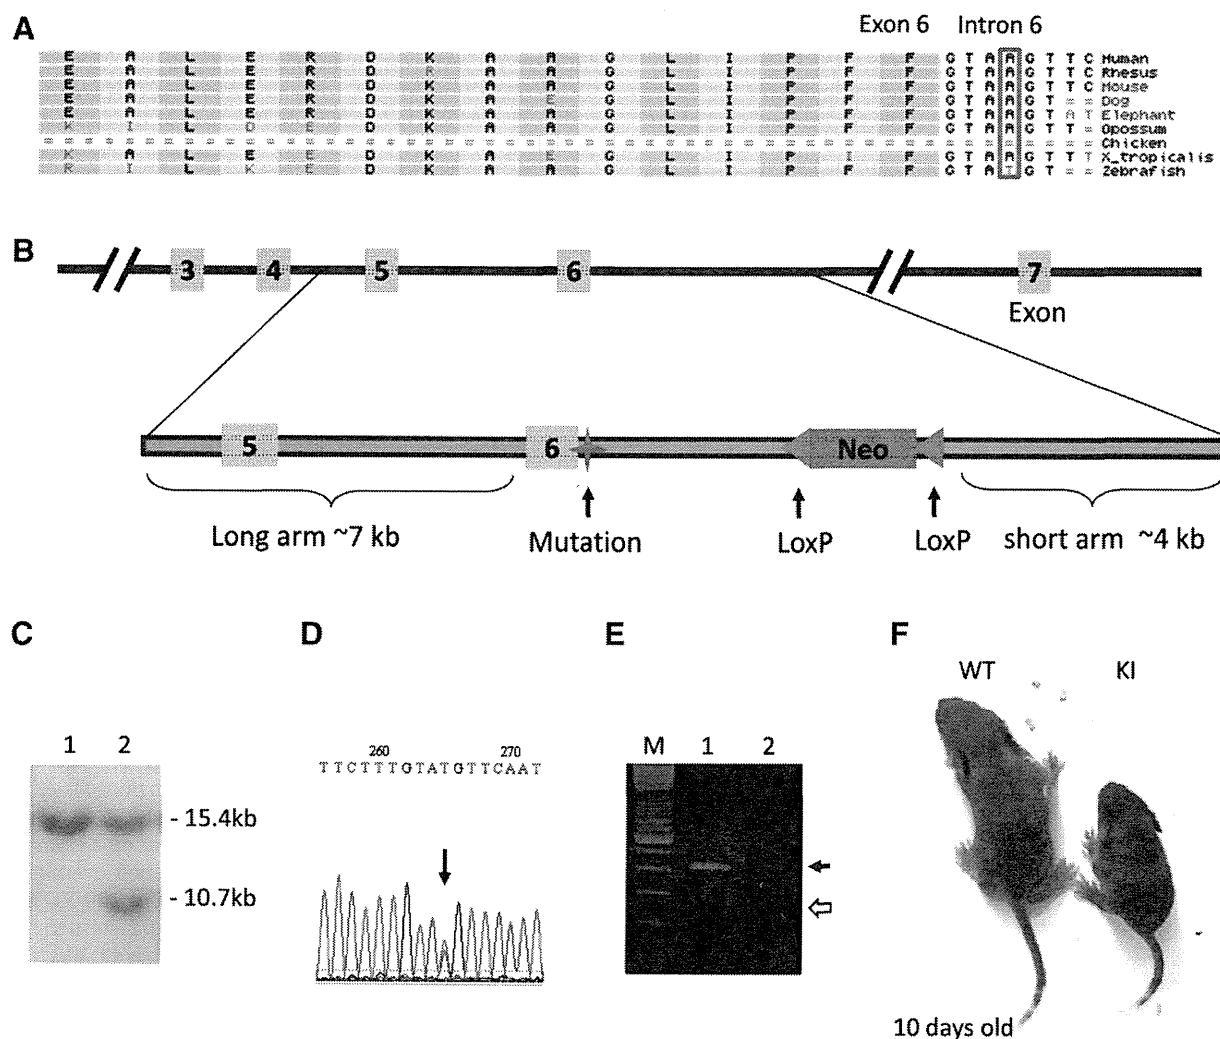 A
Exon 6 Intron 6
E A L E R D K A A G L I P F F G T A A G T T C Human
E A L E R D K A A G L I P F F G T A A G T T C Rhesus
E A L E R D K A A G L I P F F G T A A G T T C Mouse
E A L E R D K A E G L I P F F G T A A G T = = Dog
E A L E R D K A A G L I P F F G T A A G T A T Elephant
K I L D E D K A A G L I P F F G T A A G T T = Opossum
= = = = = = = = = = = = = = = = = = = = = = = Chicken
K A L E E D K A E G L I P I F G T A A G T T T X_tropicalis
R I L K E D K A A G L I P F F G T A T G T = = Zebrafish
B
3 4 5 6 7
Exon
5 6 Neo
Long arm ~7 kb Mutation LoxP LoxP short arm ~4 kb
C
1 2
- 15.4kb
- 10.7kb
D
260 270
T T C T T T G T A T G T T C A A T
E
M 1 2
F
WT KI
10 days old